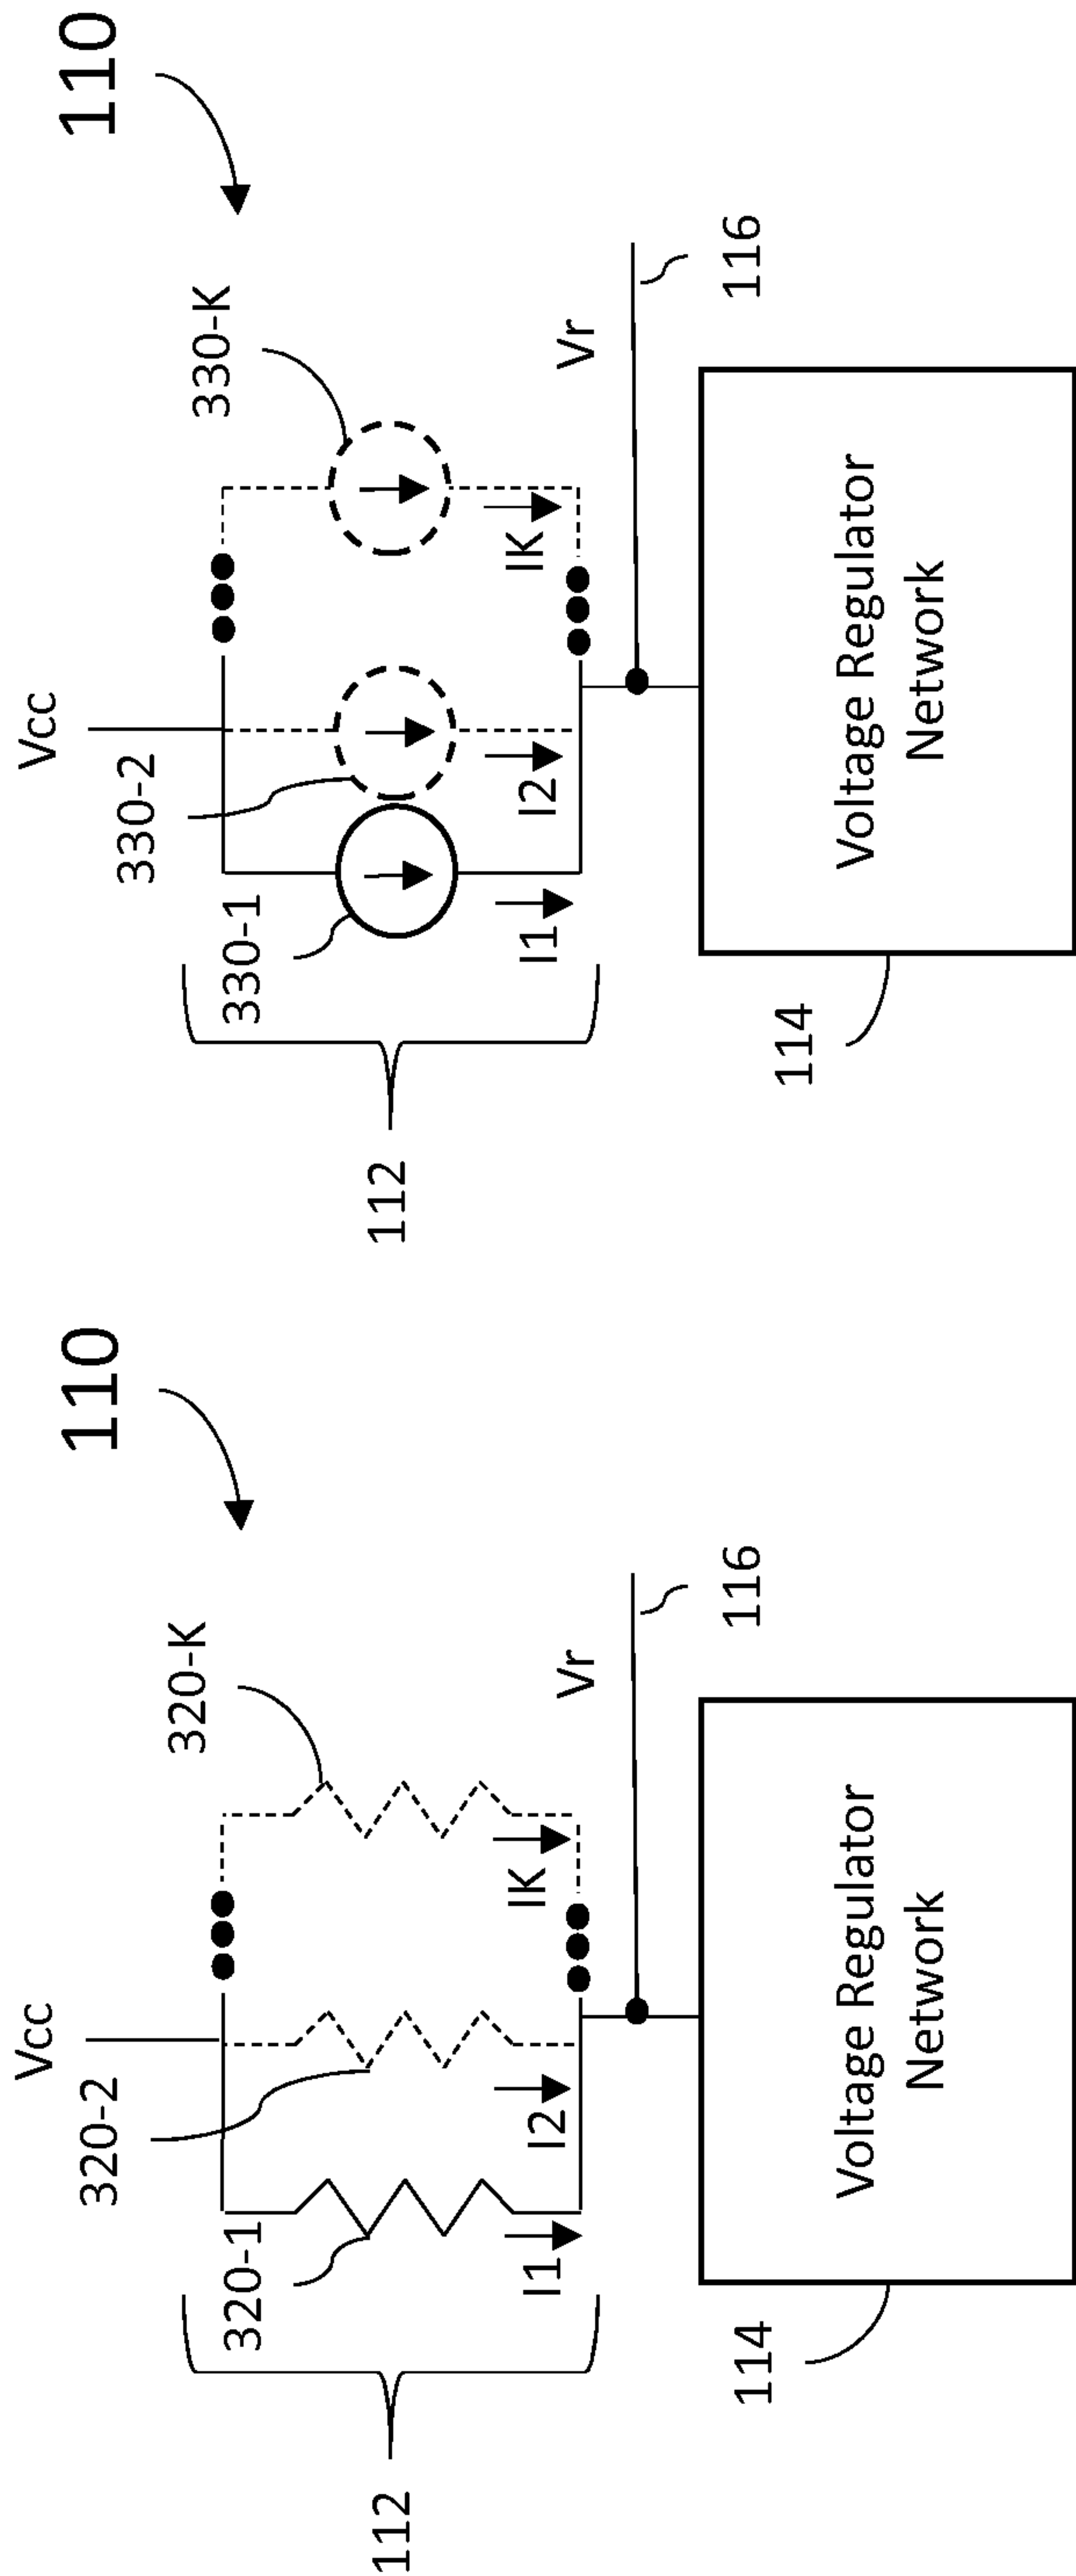 110
Vcc
320-2
320-K
320-1
112
I1
I2
IK
Vr
116
114
Voltage Regulator
Network
110
Vcc
330-2
330-K
330-1
112
I1
I2
IK
Vr
116
114
Voltage Regulator
Network